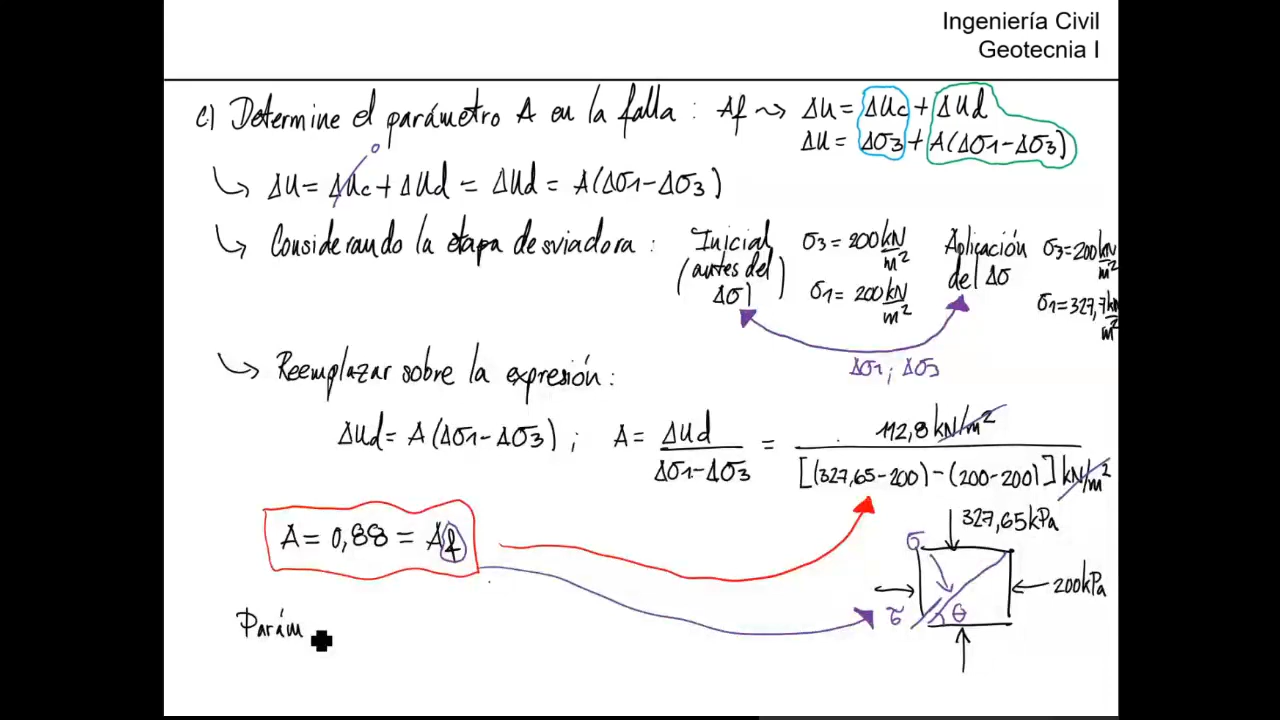 Ingeniería Civil
Geotecnia I
c) Determine el parámetro A en la falla : Af ⇝ Δu = Δuc + Δud
Δu = Δσ3 + A(Δσ1-Δσ3)
0
↳ Δu = Δuc + Δud = Δud = A(Δσ1-Δσ3)
↳ Considerando la etapa desviadora :
Inicial (antes del Δσ)
σ3 = 200 kN/m²
σ1 = 200 kN/m²
Aplicación del Δσ
σ3 = 200 kN/m²
σ1 = 327,7 kN/m²
Δσ1 ; Δσ3
↳ Reemplazar sobre la expresión :
Δud = A(Δσ1-Δσ3) ; A = Δud / Δσ1-Δσ3 = 112,8 kN/m² / [(327,65-200)-(200-200)] kN/m²
A = 0,88 = Af
327,65 kPa
σ
200 kPa
τ θ
Parám